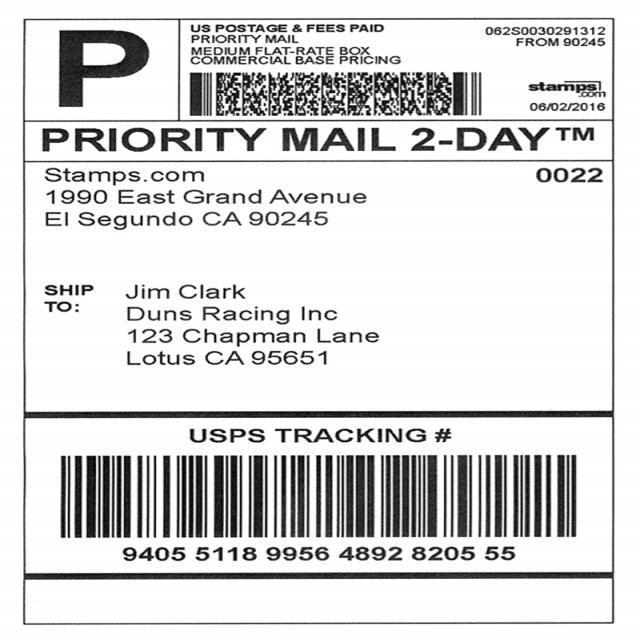 P
US POSTAGE & FEES PAID
PRIORITY MAIL
MEDIUM FLAT-RATE BOX
COMMERCIAL BASE PRICING
062S0030291312
FROM 90245
stamps
.com
06/02/2016
PRIORITY MAIL 2-DAY™
Stamps.com
1990 East Grand Avenue
El Segundo CA 90245
0022
SHIP TO:
Jim Clark
Duns Racing Inc
123 Chapman Lane
Lotus CA 95651
USPS TRACKING #
9405 5118 9956 4892 8205 55